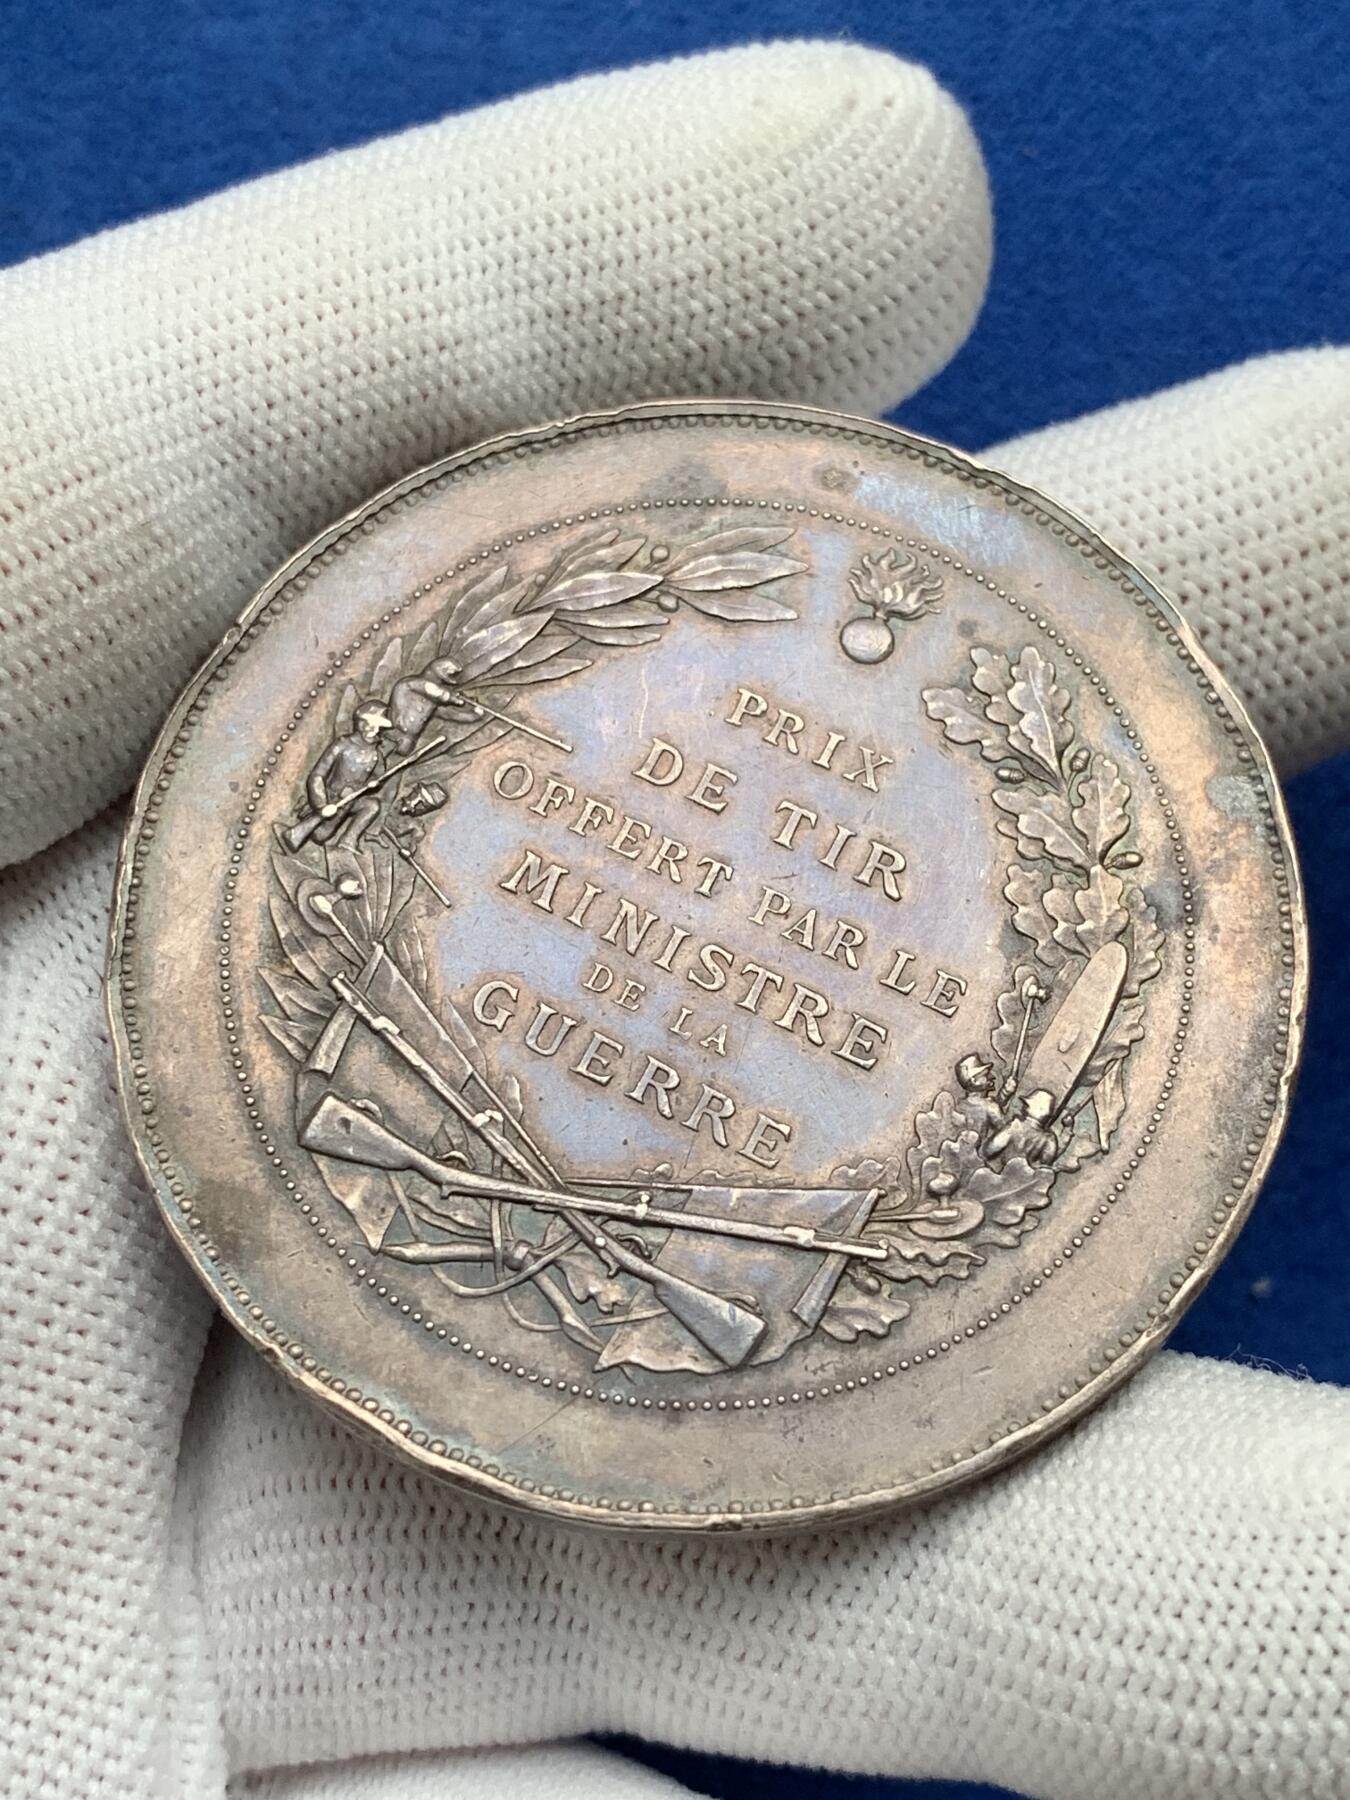 PRIX
DE TIR
OFFERT PAR LE
MINISTRE
DE LA
GUERRE